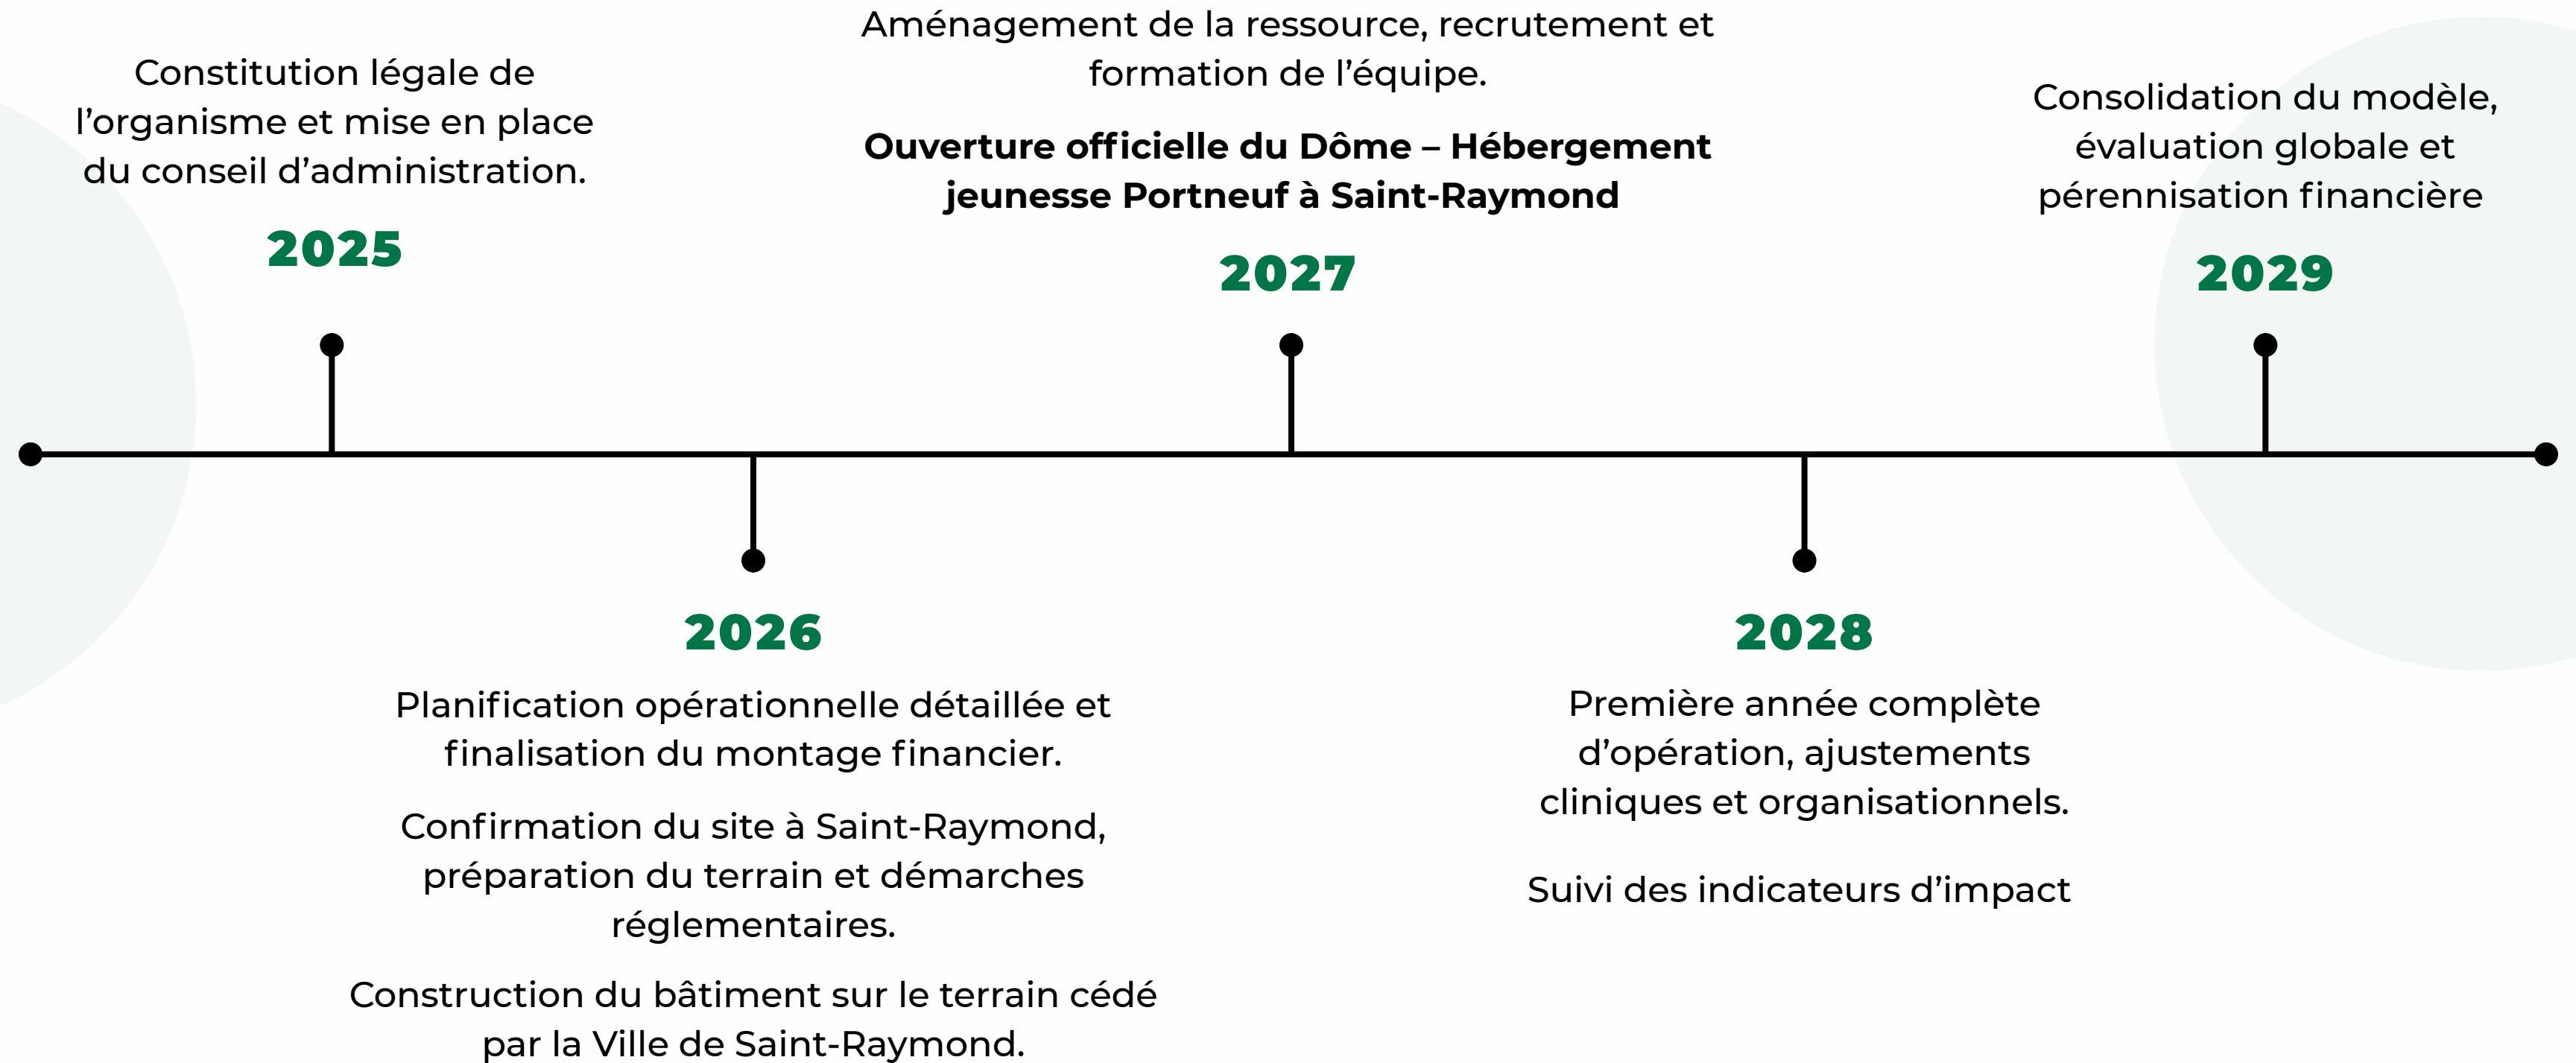 Constitution légale de
l’organisme et mise en place
du conseil d’administration.
2025
Planification opérationnelle détaillée et
finalisation du montage financier.
Confirmation du site à Saint-Raymond,
préparation du terrain et démarches
réglementaires.
Construction du bâtiment sur le terrain cédé
par la Ville de Saint-Raymond.
2026
Aménagement de la ressource, recrutement et
formation de l’équipe.
Ouverture officielle du Dôme – Hébergement
jeunesse Portneuf à Saint-Raymond
2027
2028
Première année complète
d’opération, ajustements
cliniques et organisationnels.
Suivi des indicateurs d’impact
Consolidation du modèle,
évaluation globale et
pérennisation financière
2029